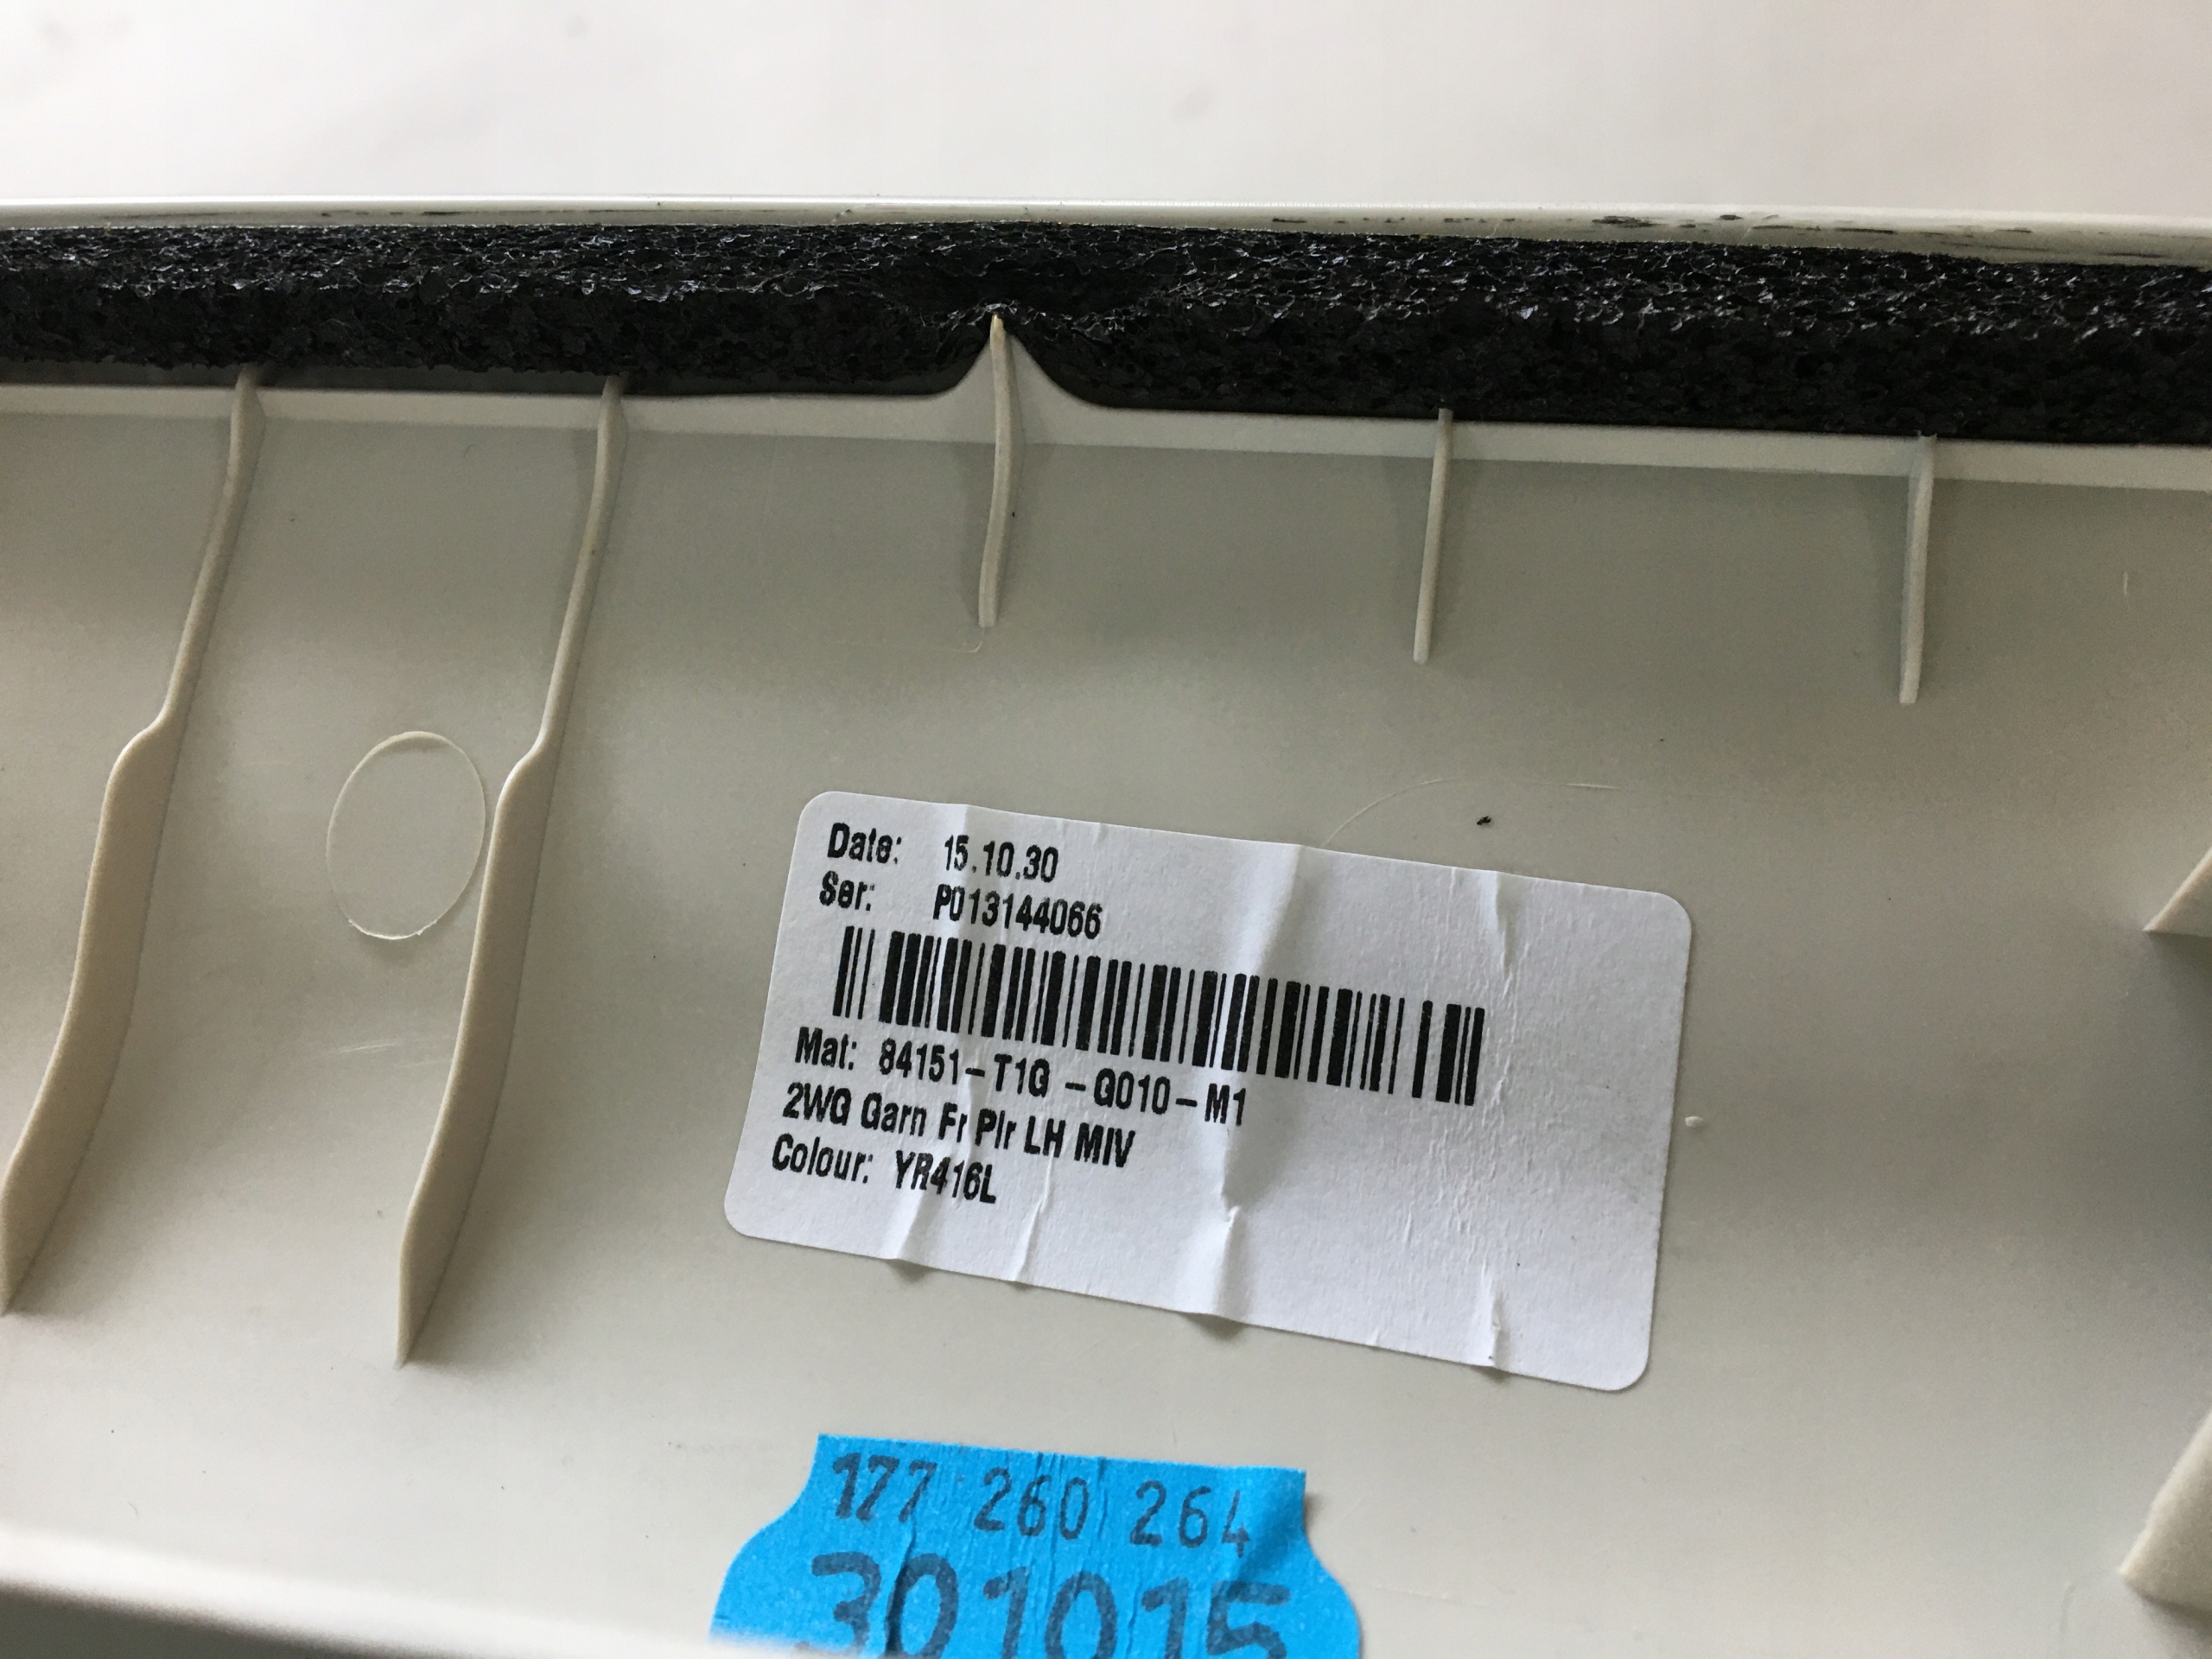 Date: 15.10.30
Ser: P013144066
Mat: 84151-T1G -G010-M1
2WG Garn Fr Plr LH MIV
Colour: YR416L
177 260 264
301015